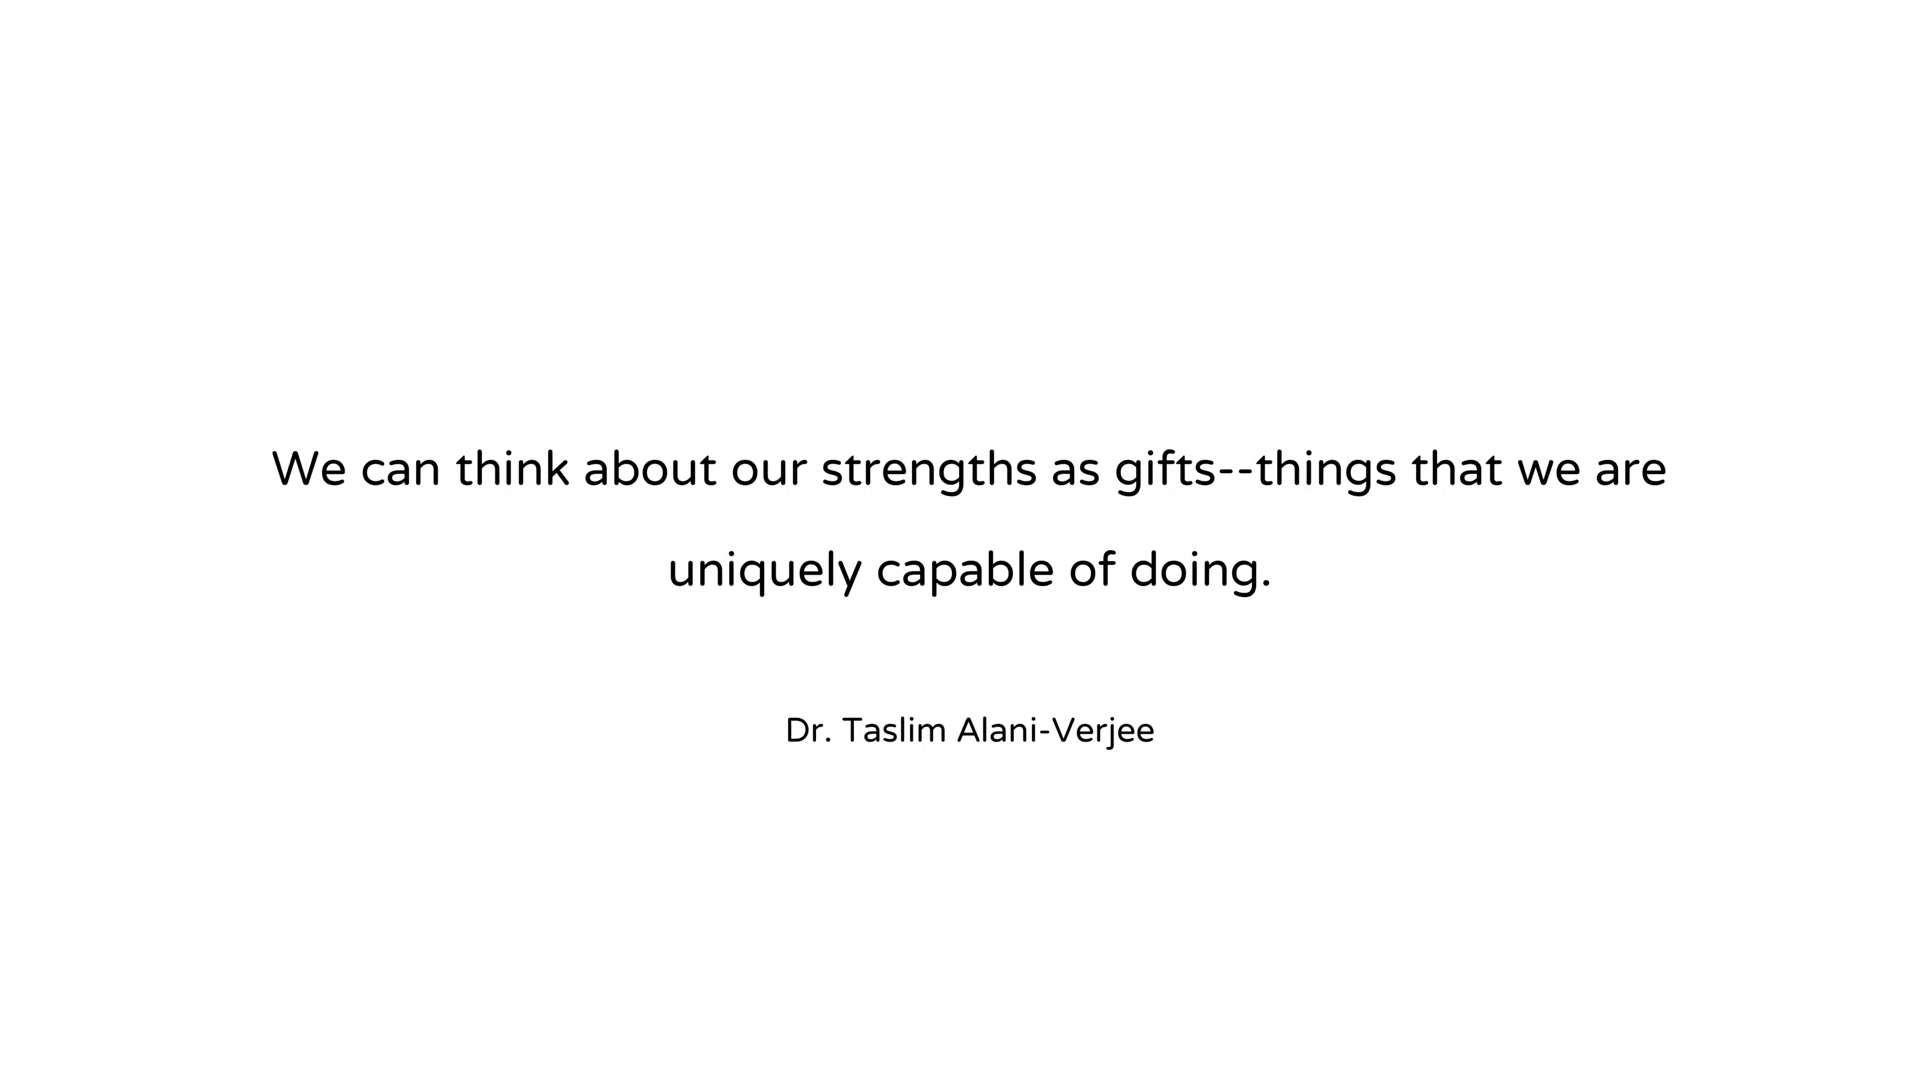 We can think about our strengths as gifts--things that we are
uniquely capable of doing.
Dr. Taslim Alani-Verjee